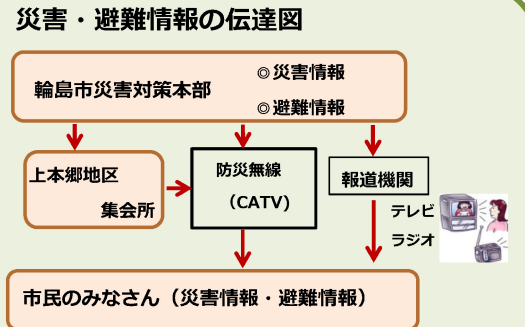 災害・避難情報の伝達図
◎災害情報
輪島市災害対策本部
◎避難情報
上本郷地区
集会所
防災無線
（CATV）
報道機関
テレビ
ラジオ
市民のみなさん（災害情報・避難情報）